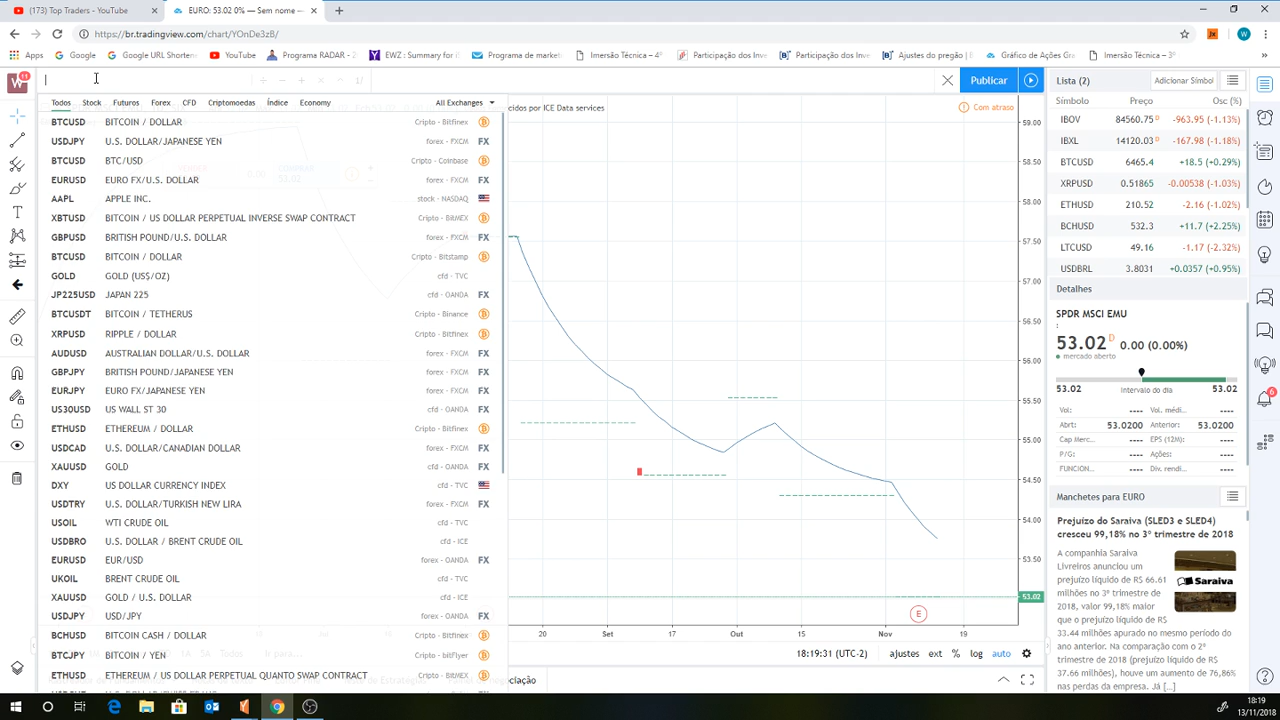 (173) Top Traders - YouTube
EURO: 53.02 0% — Sem nome —
https://br.tradingview.com/chart/YOnDe3zB/
Apps Google Google URL Shorten YouTube Programa RADAR - 2 EWZ : Summary for i Programa de market Imersão Técnica – 4º Participação dos Inve Participação dos Inve Ajustes do pregão | Gráfico de Ações Gra Imersão Técnica – 3º
W 11
Publicar
Todos Stock Futuros Forex CFD Criptomoedas Índice Economy All Exchanges
cidos por ICE Data services
Com atraso
BTCUSD BITCOIN / DOLLAR Cripto - Bitfinex
USDJPY U.S. DOLLAR/JAPANESE YEN forex - FXCM FX
BTCUSD BTC/USD Cripto - Coinbase
EURUSD EURO FX/U.S. DOLLAR forex - FXCM FX
AAPL APPLE INC. stock - NASDAQ
XBTUSD BITCOIN / US DOLLAR PERPETUAL INVERSE SWAP CONTRACT Cripto - BitMEX
GBPUSD BRITISH POUND/U.S. DOLLAR forex - FXCM FX
BTCUSD BITCOIN / DOLLAR Cripto - Bitstamp
GOLD GOLD (US$/OZ) cfd - TVC
JP225USD JAPAN 225 cfd - OANDA FX
BTCUSDT BITCOIN / TETHERUS Cripto - Binance
XRPUSD RIPPLE / DOLLAR Cripto - Bitfinex
AUDUSD AUSTRALIAN DOLLAR/U.S. DOLLAR forex - FXCM FX
GBPJPY BRITISH POUND/JAPANESE YEN forex - FXCM FX
EURJPY EURO FX/JAPANESE YEN forex - FXCM FX
US30USD US WALL ST 30 cfd - OANDA FX
ETHUSD ETHEREUM / DOLLAR Cripto - Bitfinex
USDCAD U.S. DOLLAR/CANADIAN DOLLAR forex - FXCM FX
XAUUSD GOLD cfd - OANDA FX
DXY US DOLLAR CURRENCY INDEX cfd - TVC
USDTRY U.S. DOLLAR/TURKISH NEW LIRA forex - FXCM FX
USOIL WTI CRUDE OIL cfd - TVC
USDBRO U.S. DOLLAR / BRENT CRUDE OIL cfd - ICE
EURUSD EUR/USD forex - OANDA FX
UKOIL BRENT CRUDE OIL cfd - TVC
XAUUSD GOLD / U.S. DOLLAR cfd - ICE
USDJPY USD/JPY forex - OANDA FX
BCHUSD BITCOIN CASH / DOLLAR Cripto - Bitfinex
BTCJPY BITCOIN / YEN Cripto - bitFlyer
ETHUSD ETHEREUM / US DOLLAR PERPETUAL QUANTO SWAP CONTRACT Cripto - BitMEX
59.00
58.50
58.00
57.50
57.00
56.50
56.00
55.50
55.00
54.50
54.00
53.50
53.02
E
20 Set 17 Out 15 Nov 19
18:19:31 (UTC-2) ajustes ext % log auto
ciação
Lista (2) Adicionar Símbol
Símbolo Preço Osc (%)
IBOV 84560.75 D -963.95 (-1.13%)
IBXL 14120.03 D -167.98 (-1.18%)
BTCUSD 6465.4 +18.5 (+0.29%)
XRPUSD 0.51865 -0.00538 (-1.03%)
ETHUSD 210.52 -2.16 (-1.02%)
BCHUSD 532.3 +11.7 (+2.25%)
LTCUSD 49.16 -1.17 (-2.32%)
USDBRL 3.8031 +0.0357 (+0.95%)
Detalhes
SPDR MSCI EMU
:
53.02 D 0.00 (0.00%)
mercado aberto
53.02 Intervalo do dia 53.02
Vol: ---- Vol. médi... ----
Abrt: 53.0200 Anterior: 53.0200
Cap Merc... ---- EPS (12M): ----
P/G: ---- Ações: ----
FUNCION... ---- Div. rendi... ----
Manchetes para EURO
Prejuízo do Saraiva (SLED3 e SLED4)
cresceu 99,18% no 3º trimestre de 2018
A companhia Saraiva
Livreiros anunciou um
prejuízo líquido de R$ 66.61
milhões no 3º trimestre de
2018, valor 99,18% maior
que o prejuízo líquido de R$
33.44 milhões apurado no mesmo período do
ano anterior. Na comparação com o 2º
trimestre de 2018 (prejuízo líquido de R$
37.66 milhões), houve um aumento de 76,86%
nas perdas da empresa. Já [...]
Saraiva
6
18:19
13/11/2018